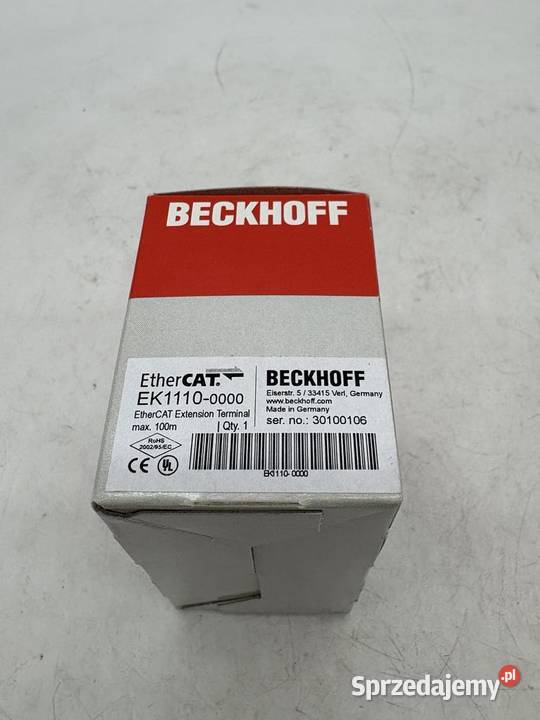 BECKHOFF
EtherCAT.
EK1110-0000
EtherCAT Extension Terminal
max. 100m | Qty. 1
RoHS
2002/95/EC
CE UL
BECKHOFF
Eiserstr. 5 / 33415 Verl, Germany
www.beckhoff.com
Made in Germany
ser. no.: 30100106
EK1110-0000
Sprzedajemy.pl